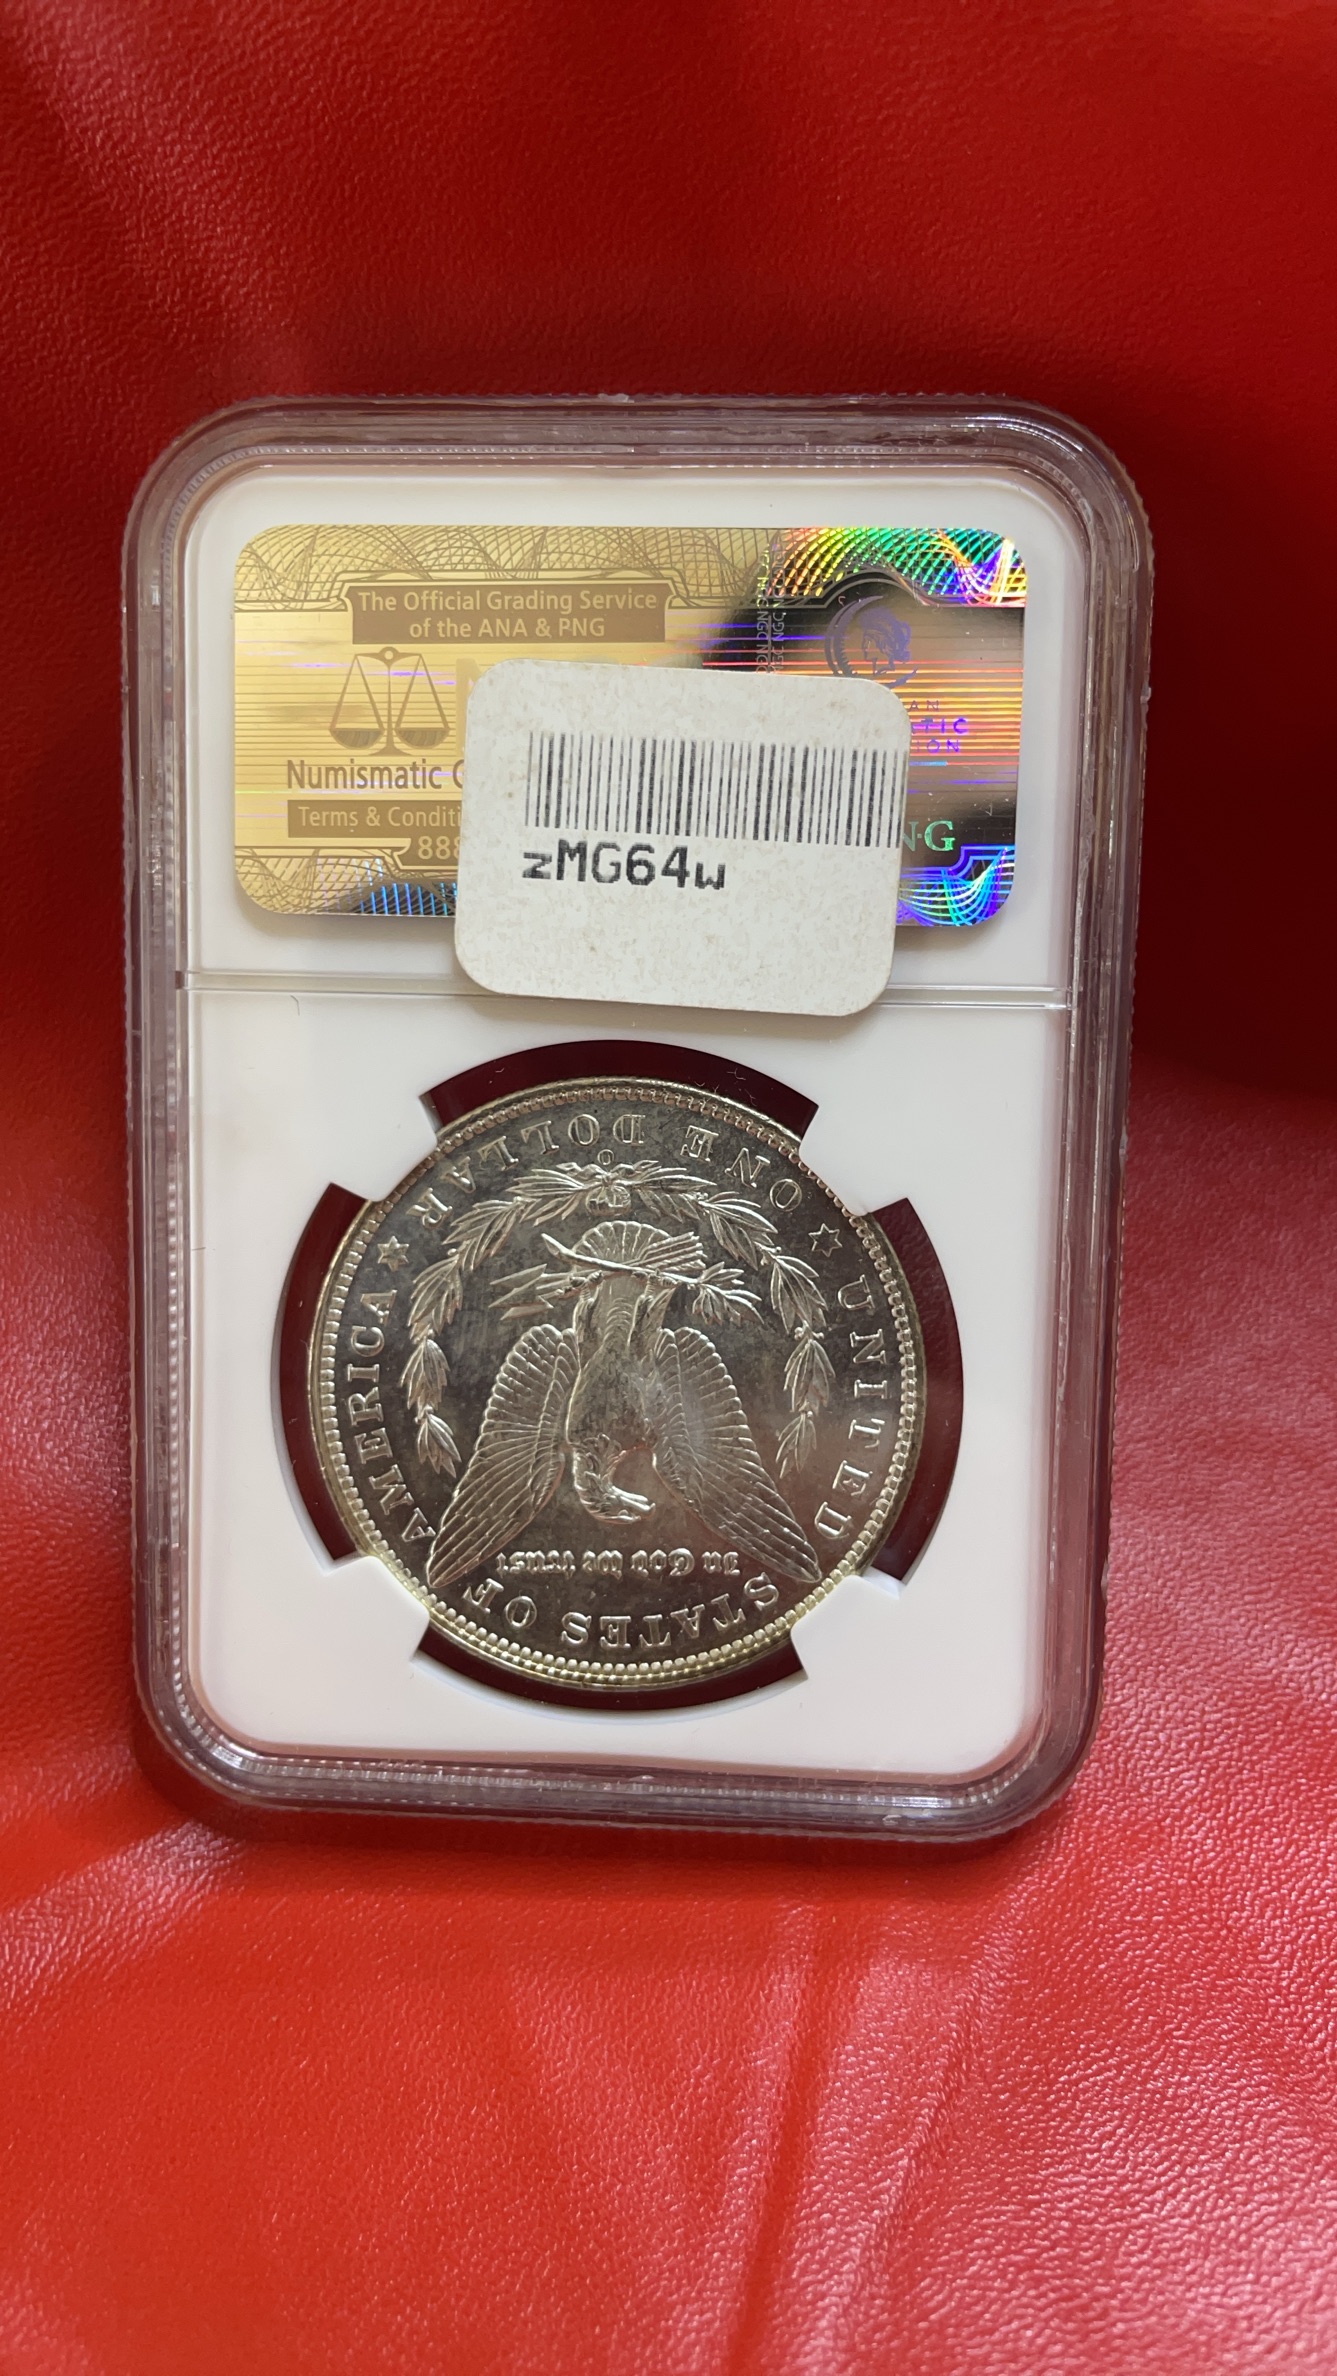 The Official Grading Service
of the ANA & PNG
Numismatic
Terms &
888
zMG64w
ONE DOLLAR
O
UNITED STATES OF AMERICA
In God we trust